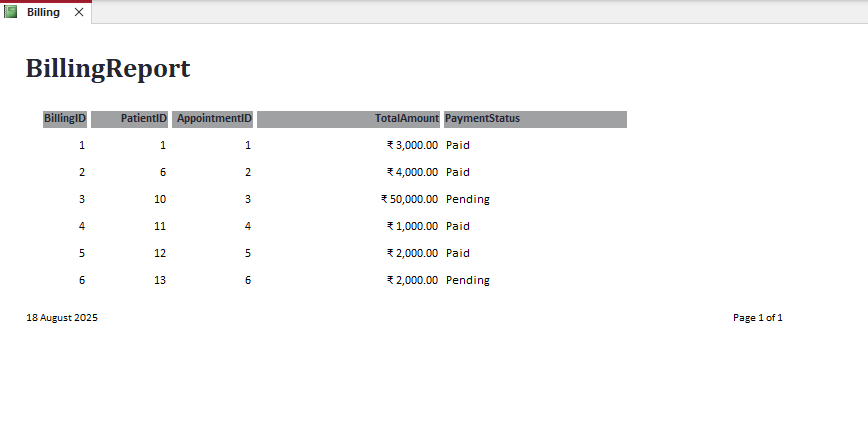 Billing
BillingReport
BillingID PatientID AppointmentID TotalAmount PaymentStatus
1 1 1 ₹ 3,000.00 Paid
2 6 2 ₹ 4,000.00 Paid
3 10 3 ₹ 50,000.00 Pending
4 11 4 ₹ 1,000.00 Paid
5 12 5 ₹ 2,000.00 Paid
6 13 6 ₹ 2,000.00 Pending
18 August 2025 Page 1 of 1